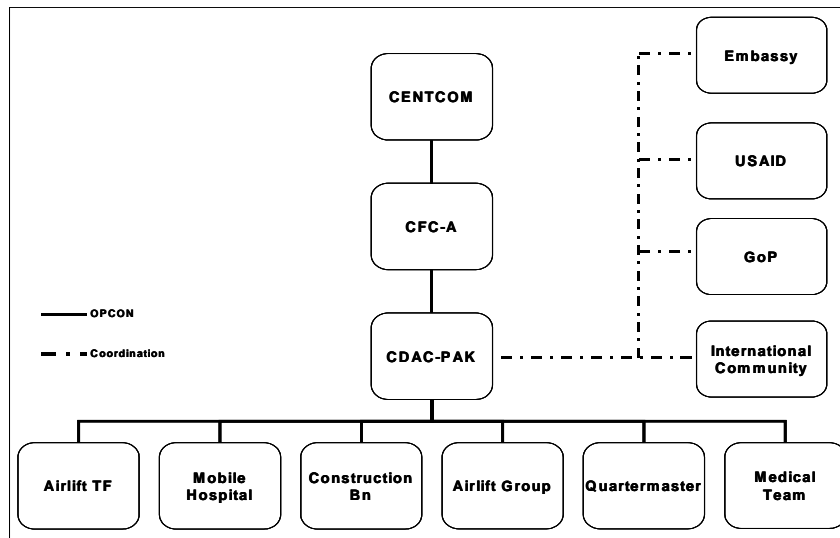 Embassy
CENTCOM
USAID
CFC-A
GoP
OPCON
Coordination
CDAC-PAK
International
Community
Airlift TF
Mobile
Hospital
Construction
Bn
Airlift Group
Quartermaster
Medical
Team